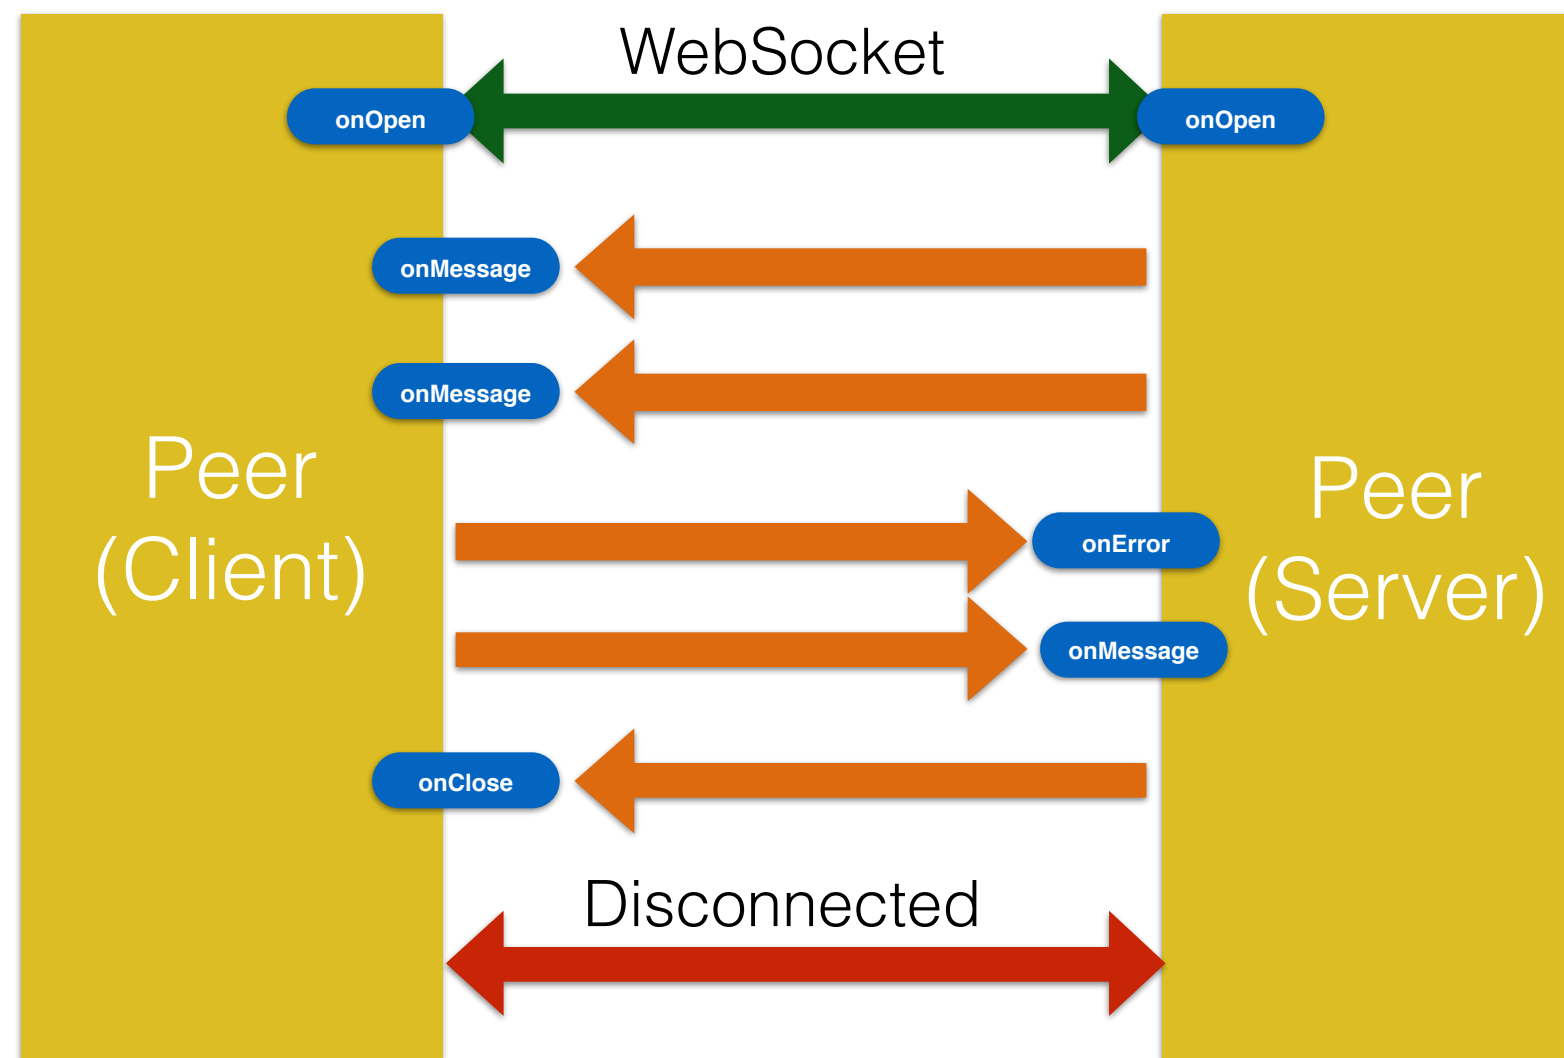 WebSocket
onOpen
onOpen
onMessage
onMessage
Peer
(Client)
Peer
(Server)
onError
onMessage
onClose
Disconnected